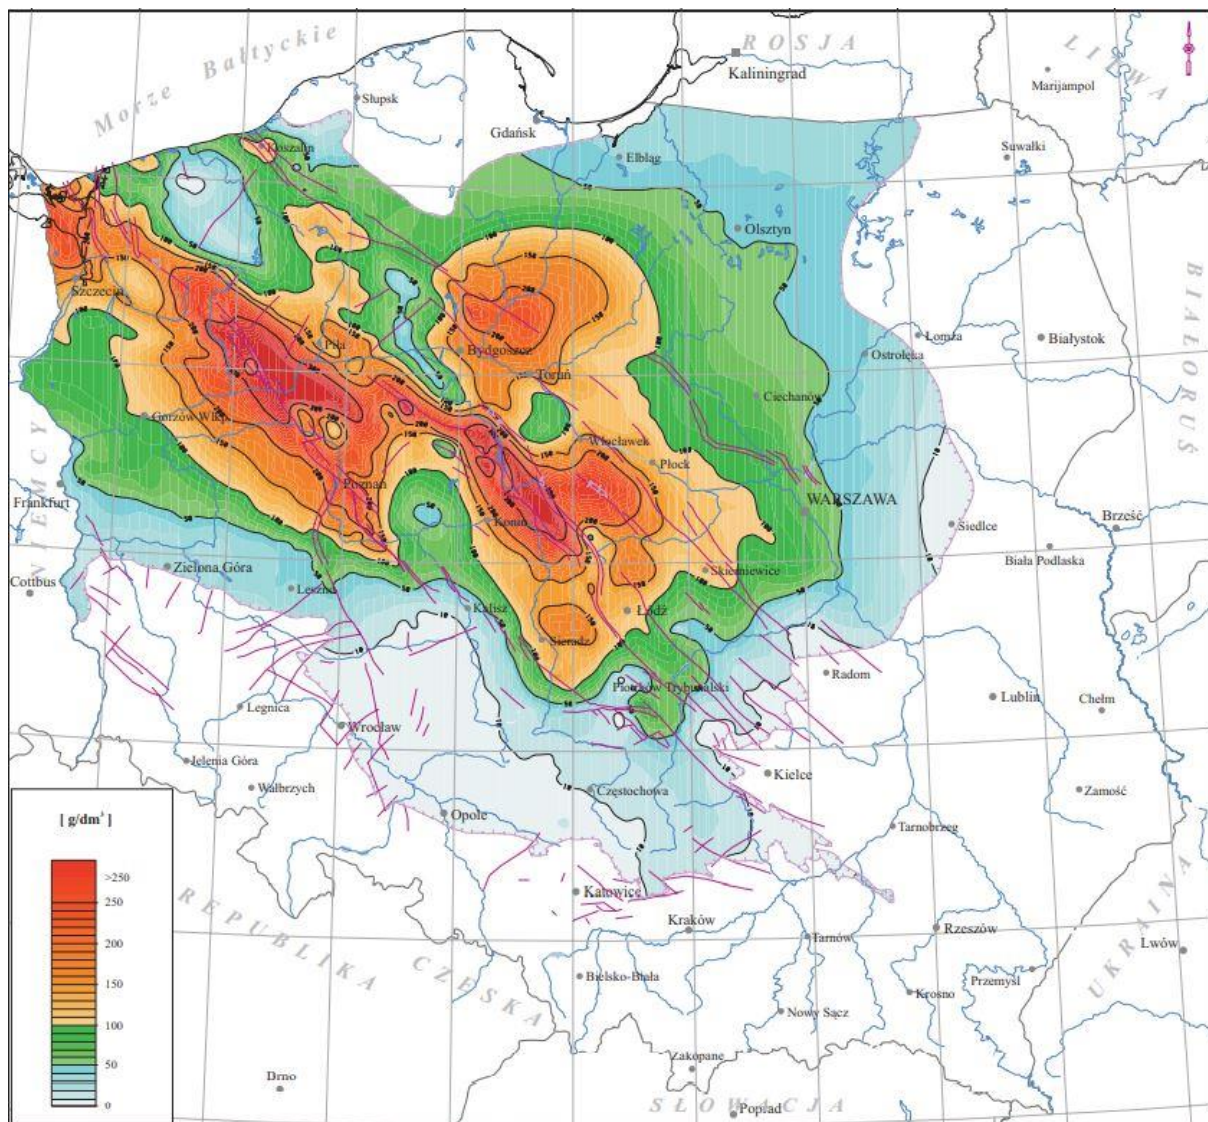 Morze Bałtyckie
ROSJA
LITWA
Kaliningrad
Marijampol
Słupsk
Gdańsk
Koszalin
Elbląg
Suwałki
Olsztyn
BIAŁORUŚ
Szczecin
Piła
Bydgoszcz
Toruń
Łomża
Białystok
Ostrołęka
Ciechanów
Gorzów Wlkp.
Włocławek
Płock
NIEMCY
Poznań
Frankfurt
Konin
WARSZAWA
Siedlce
Brześć
Biała Podlaska
Cottbus
Zielona Góra
Leszno
Kalisz
Skierniewice
Łódź
Sieradz
Piotrków Trybunalski
Radom
Lublin
Chełm
Legnica
Wrocław
Jelenia Góra
Wałbrzych
Kielce
Częstochowa
Zamość
Opole
Tarnobrzeg
[ g/dm³ ]
>250
250
200
150
100
50
0
REPUBLIKA CZESKA
Katowice
Kraków
Tarnów
Rzeszów
Lwów
UKRAINA
Bielsko-Biała
Przemyśl
Krosno
Nowy Sącz
Zakopane
Drno
SŁOWACJA
Poprad